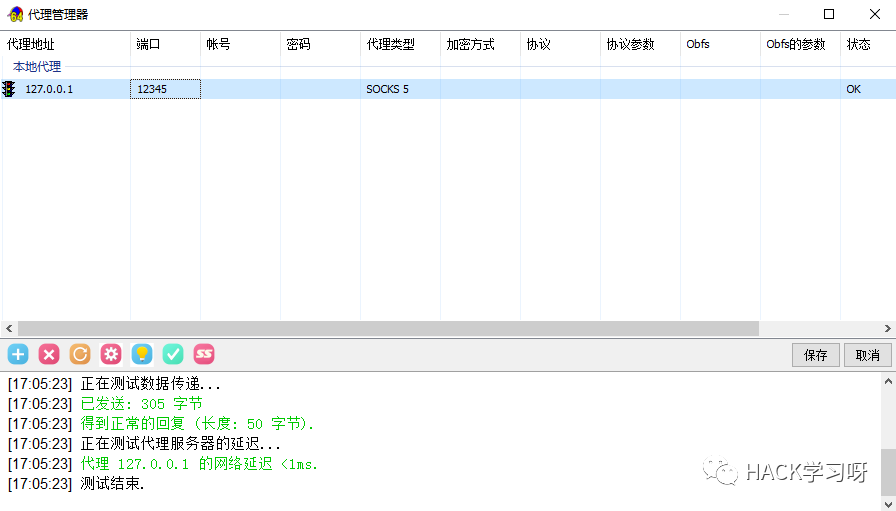 代理管理器
代理地址 端口 帐号 密码 代理类型 加密方式 协议 协议参数 Obfs Obfs的参数 状态
本地代理
127.0.0.1 12345 SOCKS 5 OK
SS 保存 取消
[17:05:23] 正在测试数据传递...
[17:05:23] 已发送: 305 字节
[17:05:23] 得到正常的回复 (长度: 50 字节).
[17:05:23] 正在测试代理服务器的延迟...
[17:05:23] 代理 127.0.0.1 的网络延迟 <1ms.
[17:05:23] 测试结束.
HACK学习呀